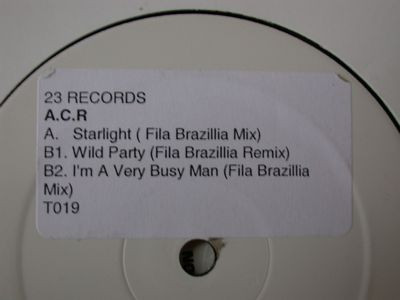 23 RECORDS
A.C.R
A. Starlight ( Fila Brazillia Mix)
B1. Wild Party (Fila Brazillia Remix)
B2. I'm A Very Busy Man (Fila Brazillia
Mix)
T019